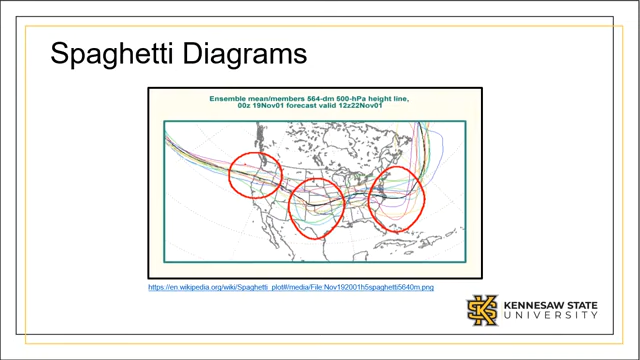 Spaghetti Diagrams
Ensemble mean/members 564-dm 500-hPa height line,
00z 19Nov01 forecast valid 12z22Nov01
https://en.wikipedia.org/wiki/Spaghetti_plot#/media/File:Nov192001h5spaghetti5640m.png
KENNESAW STATE
UNIVERSITY